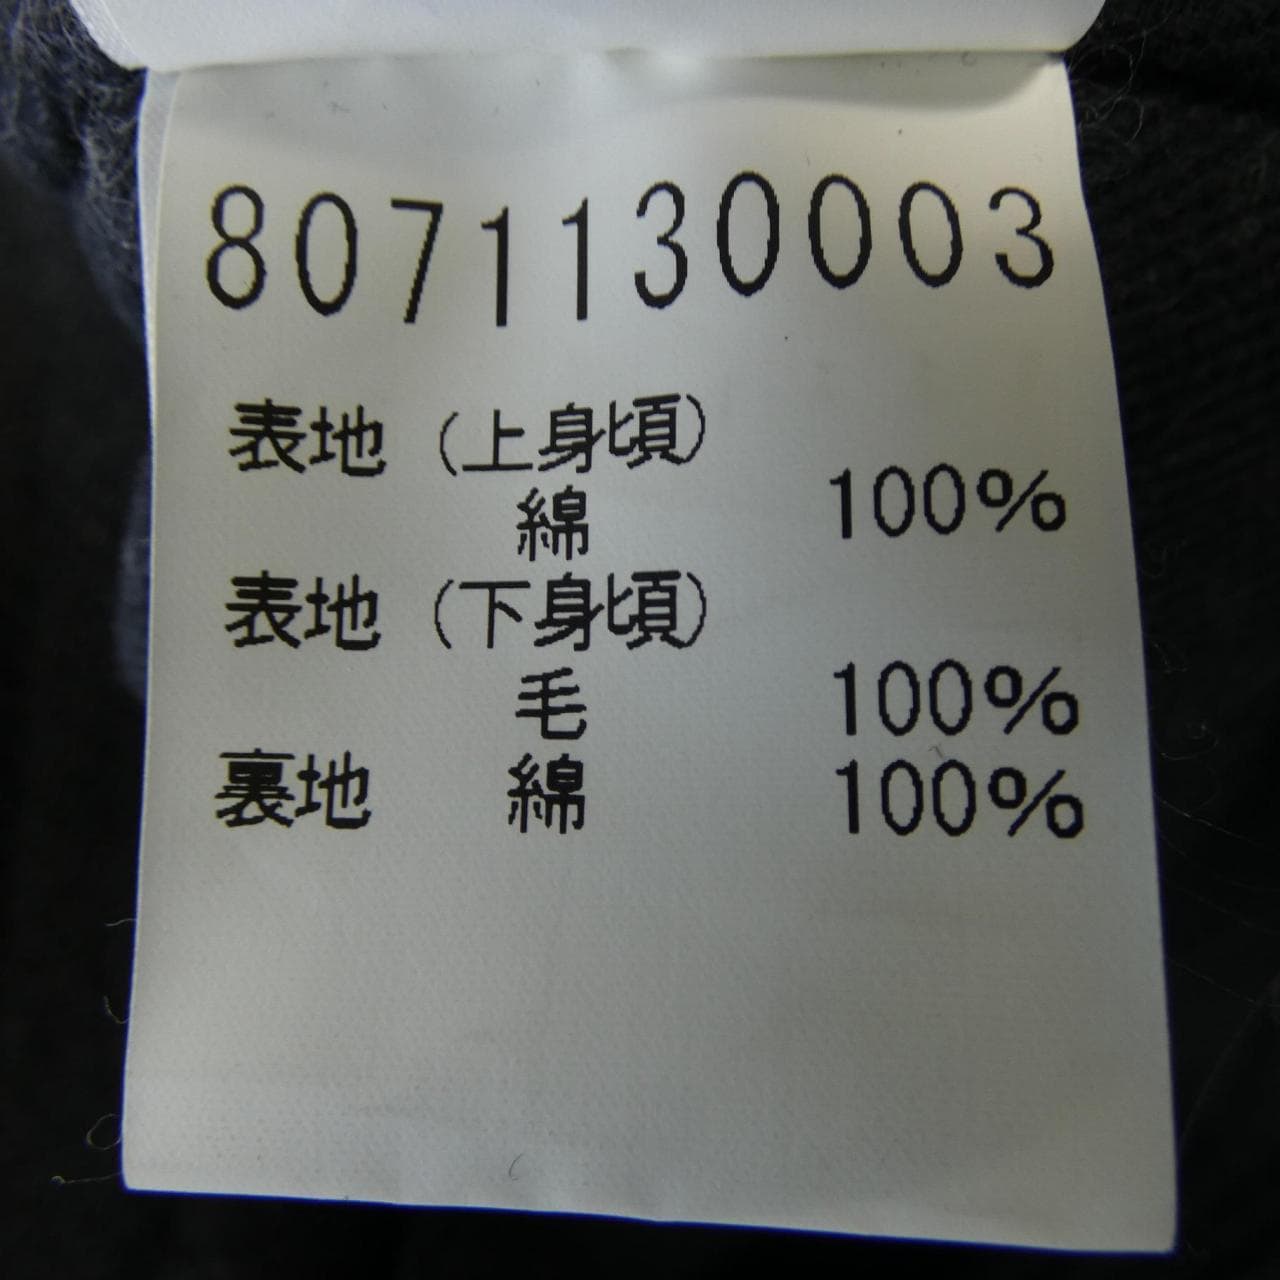 8071130003
表地 (上身頃)
綿 100%
表地 (下身頃)
毛 100%
裏地 綿 100%